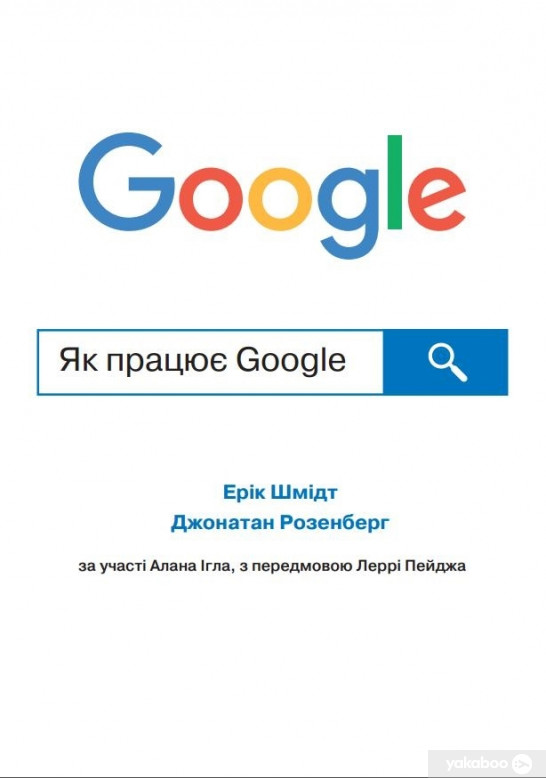 Google
Як працює Google
Ерік Шмідт
Джонатан Розенберг
за участі Алана Ігла, з передмовою Леррі Пейджа
yakaboo